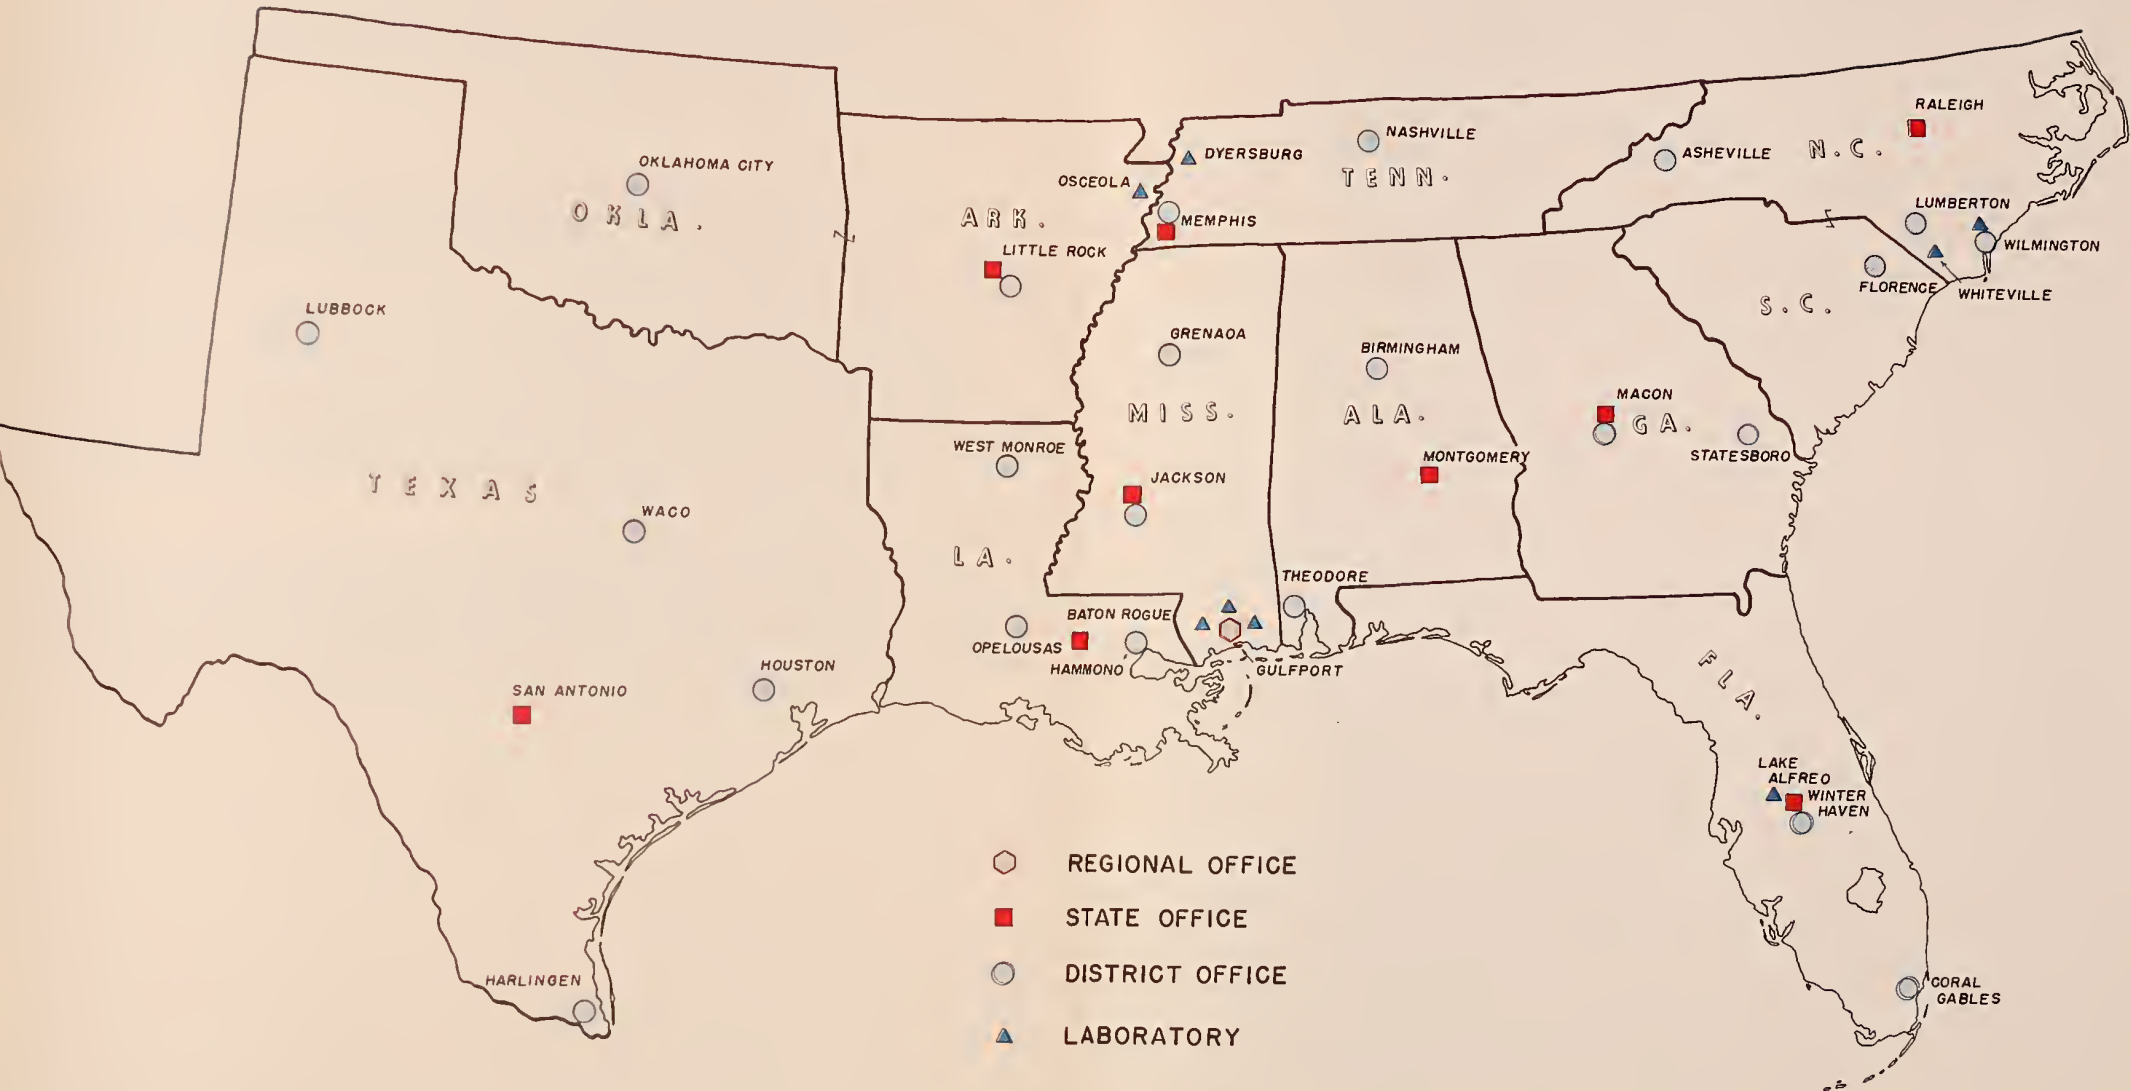 RALEIGH
NASHVILLE
DYERSBURG
ASHEVILLE
N.C.
OKLAHOMA CITY
TENN.
OSCEOLA
LUMBERTON
OKLA.
ARK.
MEMPHIS
WILMINGTON
LITTLE ROCK
FLORENCE
WHITEVILLE
S.C.
LUBBOCK
GRENAOA
BIRMINGHAM
MACON
MISS.
ALA.
GA.
WEST MONROE
MONTGOMERY
STATESBORO
JACKSON
TEXAS
WACO
LA.
THEODORE
BATON ROGUE
OPELOUSAS
HAMMONO
GULFPORT
HOUSTON
SAN ANTONIO
FLA.
LAKE
ALFREO
WINTER
HAVEN
HARLINGEN
CORAL
GABLES
REGIONAL OFFICE
STATE OFFICE
DISTRICT OFFICE
LABORATORY